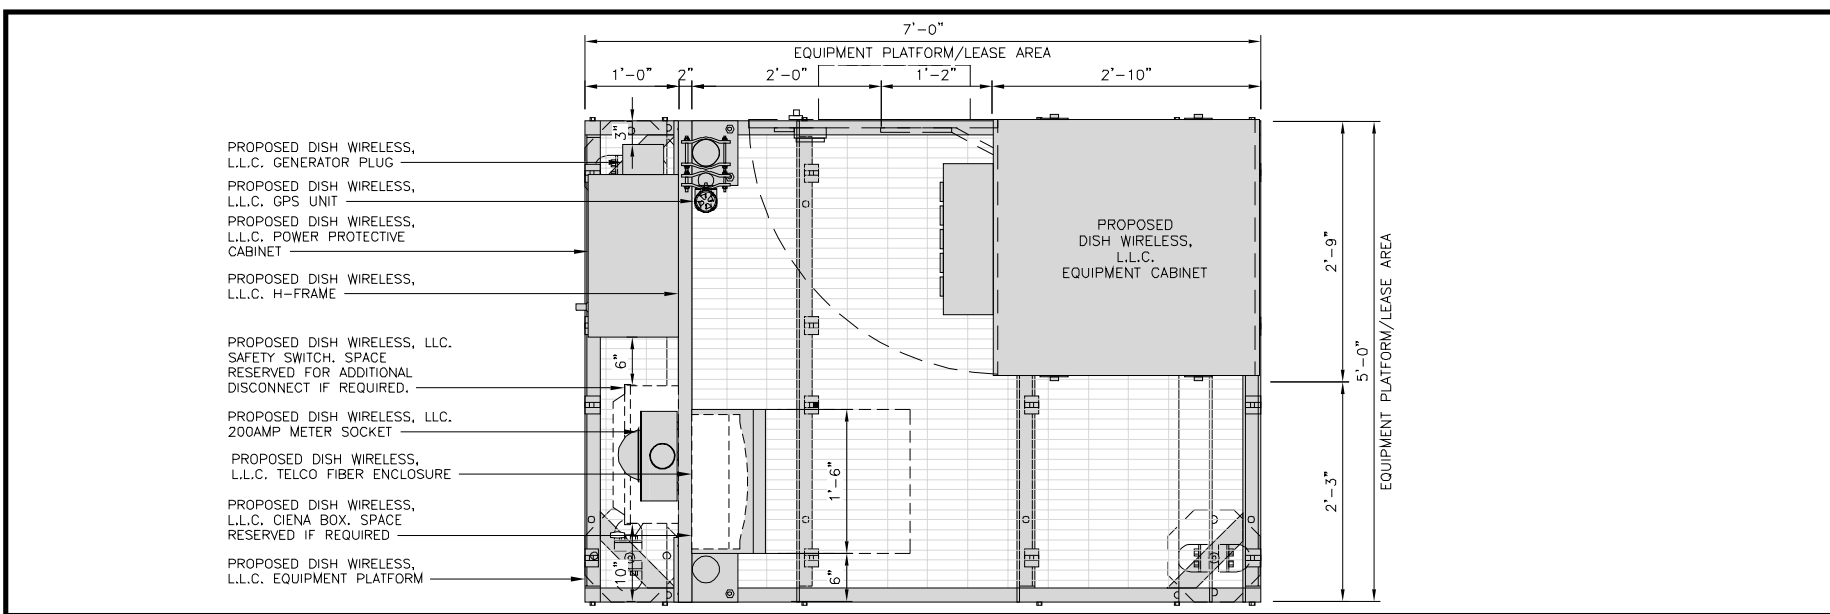 7'-0"
EQUIPMENT PLATFORM/LEASE AREA
1'-0"
2"
2'-0"
1'-2"
2'-10"
3"
PROPOSED DISH WIRELESS,
L.L.C. GENERATOR PLUG
PROPOSED DISH WIRELESS,
L.L.C. GPS UNIT
PROPOSED DISH WIRELESS,
L.L.C. POWER PROTECTIVE
CABINET
PROPOSED DISH WIRELESS,
L.L.C. H-FRAME
PROPOSED DISH WIRELESS, LLC.
SAFETY SWITCH. SPACE
RESERVED FOR ADDITIONAL
DISCONNECT IF REQUIRED.
PROPOSED DISH WIRELESS, LLC.
200AMP METER SOCKET
PROPOSED DISH WIRELESS,
L.L.C. TELCO FIBER ENCLOSURE
PROPOSED DISH WIRELESS,
L.L.C. CIENA BOX. SPACE
RESERVED IF REQUIRED
PROPOSED DISH WIRELESS,
L.L.C. EQUIPMENT PLATFORM
6"
10"
1'-6"
6"
PROPOSED
DISH WIRELESS,
L.L.C.
EQUIPMENT CABINET
2'-9"
2'-3"
5'-0"
EQUIPMENT PLATFORM/LEASE AREA